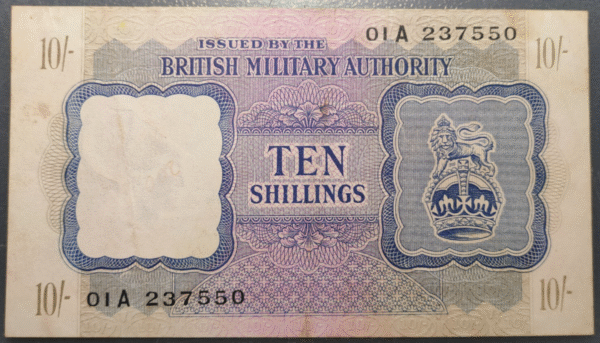 10/-
01A 237550
10/-
ISSUED BY THE
BRITISH MILITARY AUTHORITY
TEN
SHILLINGS
10/-
01A 237550
10/-